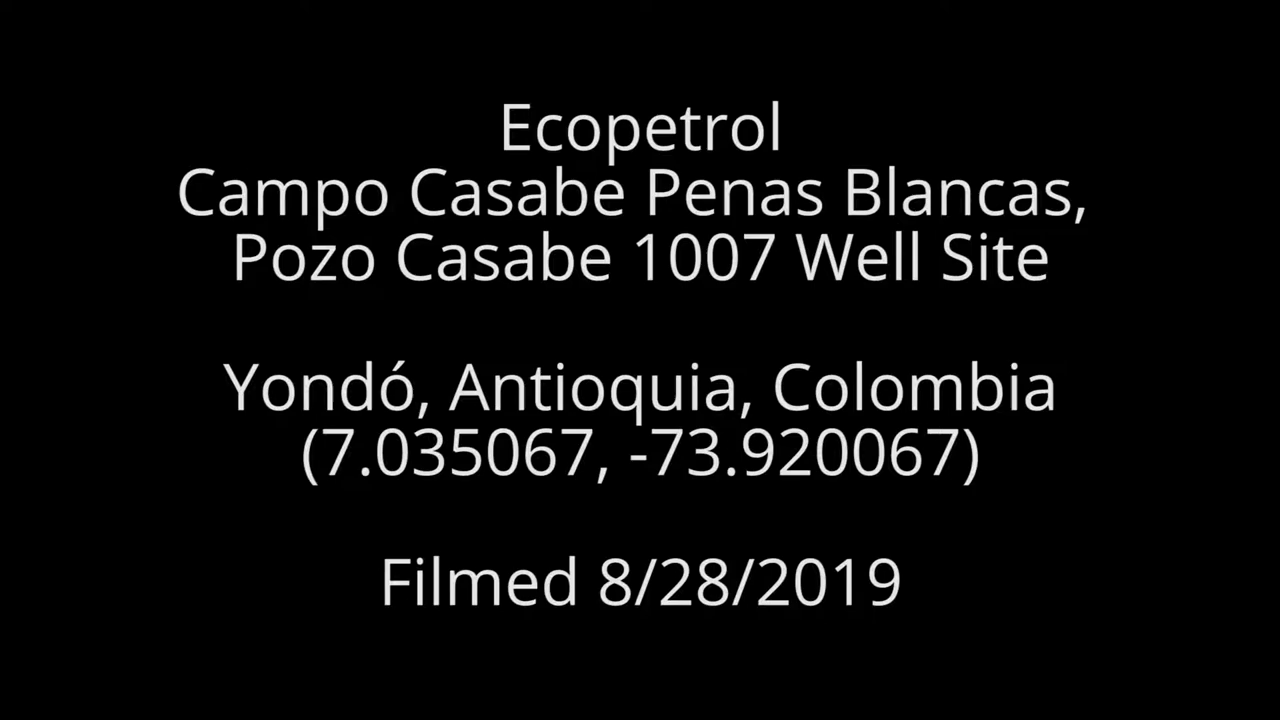 Ecopetrol
Campo Casabe Penas Blancas,
Pozo Casabe 1007 Well Site
Yondó, Antioquia, Colombia
(7.035067, -73.920067)
Filmed 8/28/2019